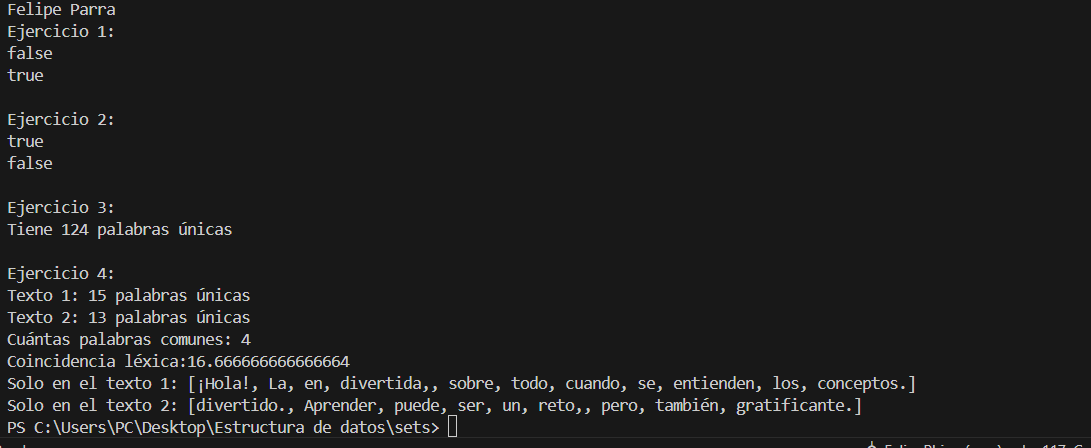 Felipe Parra
Ejercicio 1:
false
true
Ejercicio 2:
true
false
Ejercicio 3:
Tiene 124 palabras únicas
Ejercicio 4:
Texto 1: 15 palabras únicas
Texto 2: 13 palabras únicas
Cuántas palabras comunes: 4
Coincidencia léxica:16.666666666666664
Solo en el texto 1: [¡Hola!, La, en, divertida,, sobre, todo, cuando, se, entienden, los, conceptos.]
Solo en el texto 2: [divertido., Aprender, puede, ser, un, reto,, pero, también, gratificante.]
PS C:\Users\PC\Desktop\Estructura de datos\sets>